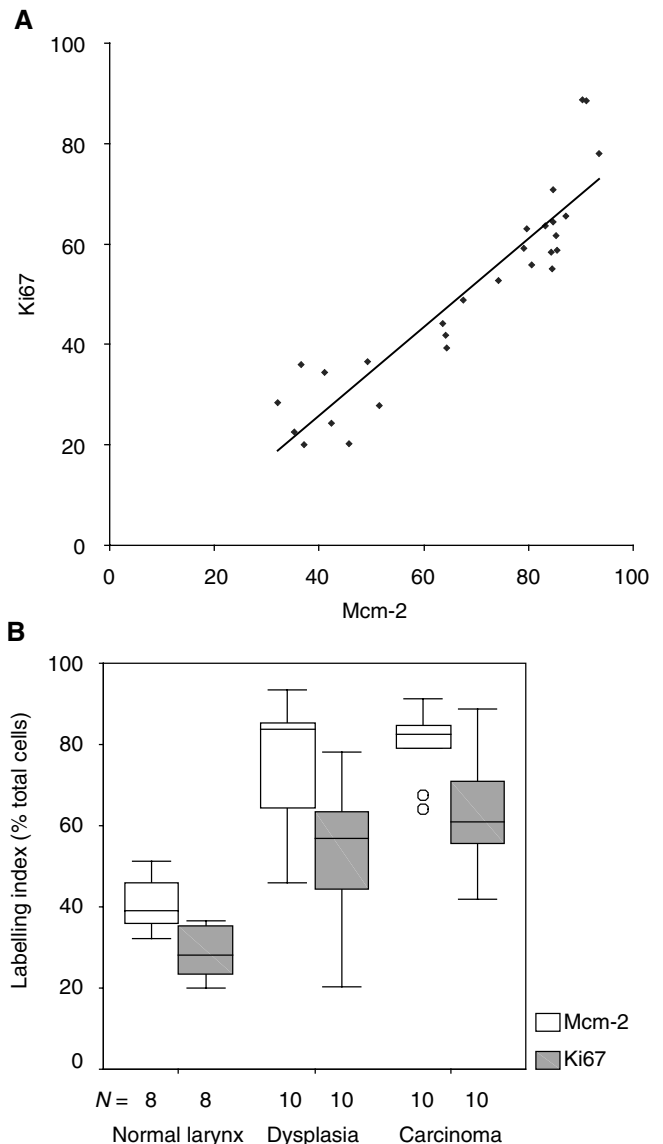 A
100
80
60
40
20
0
Ki67
0 20 40 60 80 100
Mcm-2
B
100
80
60
40
20
0
Labelling index (% total cells)
Mcm-2
Ki67
N = 8 8 10 10 10 10
Normal larynx Dysplasia Carcinoma